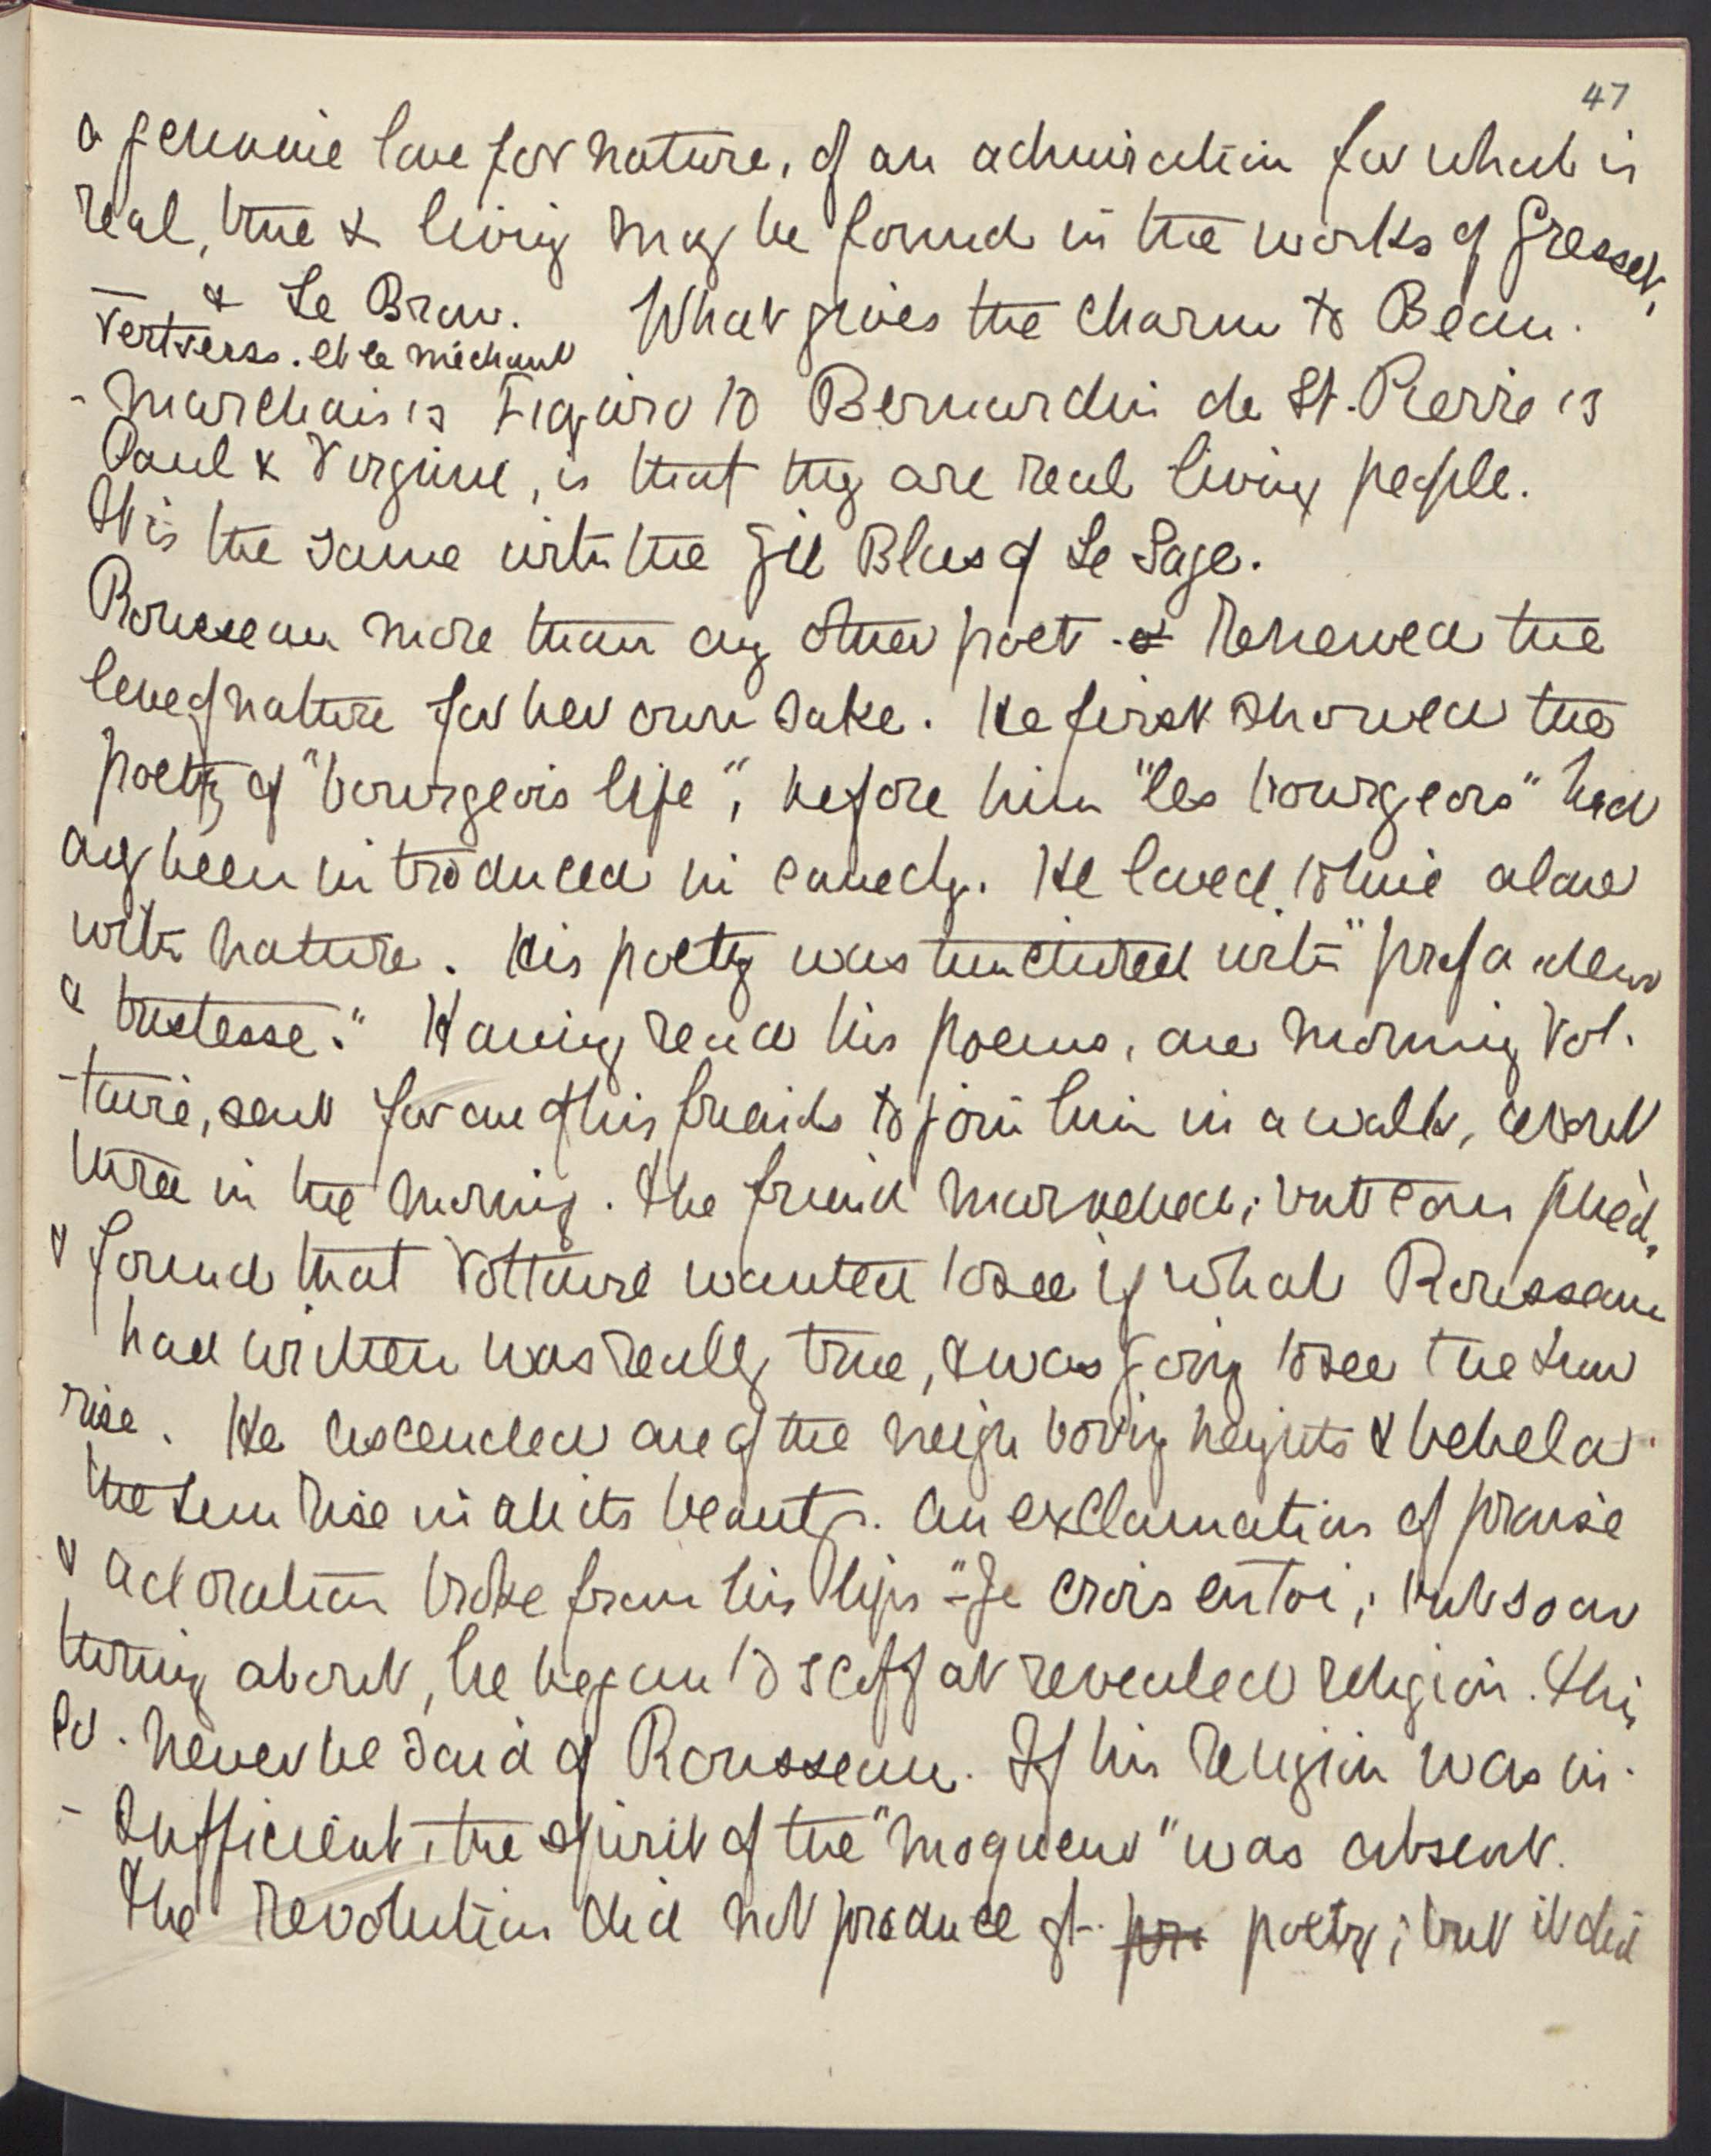 47
a genuine love for nature, of an admiration for what is
real, true & living may be found in the works of Gresset,
— & Le Brun. What gives the charm to Beau-
Vertverss. et le méchant
-marchais's Figaro to Bernardin de St. Pierre's
Paul & Virginie, is that they are real living people.
It is the same with the Gil Blas of Le Sage.
Rousseau more than any other poet renewed the
love of nature for her own sake. He first showed the
poetry of "bourgeois life", before him "les bourgeois" had
only been introduced in comedy. He loved to live alone
with nature. His poetry was tinctured with "profondeur
& tristesse." Having read his poems, one morning Vol-
-taire, sent for one of his friends to join him in a walk, about
three in the morning. The friend marvelled; but complied,
& found that Voltaire wanted to see if what Rousseau
had written was really true, & was going to see the sun
rise. He ascended one of the neighboring heights & beheld
the sun rise in all its beauty. An exclamation of praise
& adoration broke from his lips "Je crois en toi; but soon
turning about, he began to scoff at revealed religion. This
cd. never be said of Rousseau. If his religion was in-
- sufficient, the spirit of the "moqueur" was absent.
The revolution did not produce gt. poetry; but it did